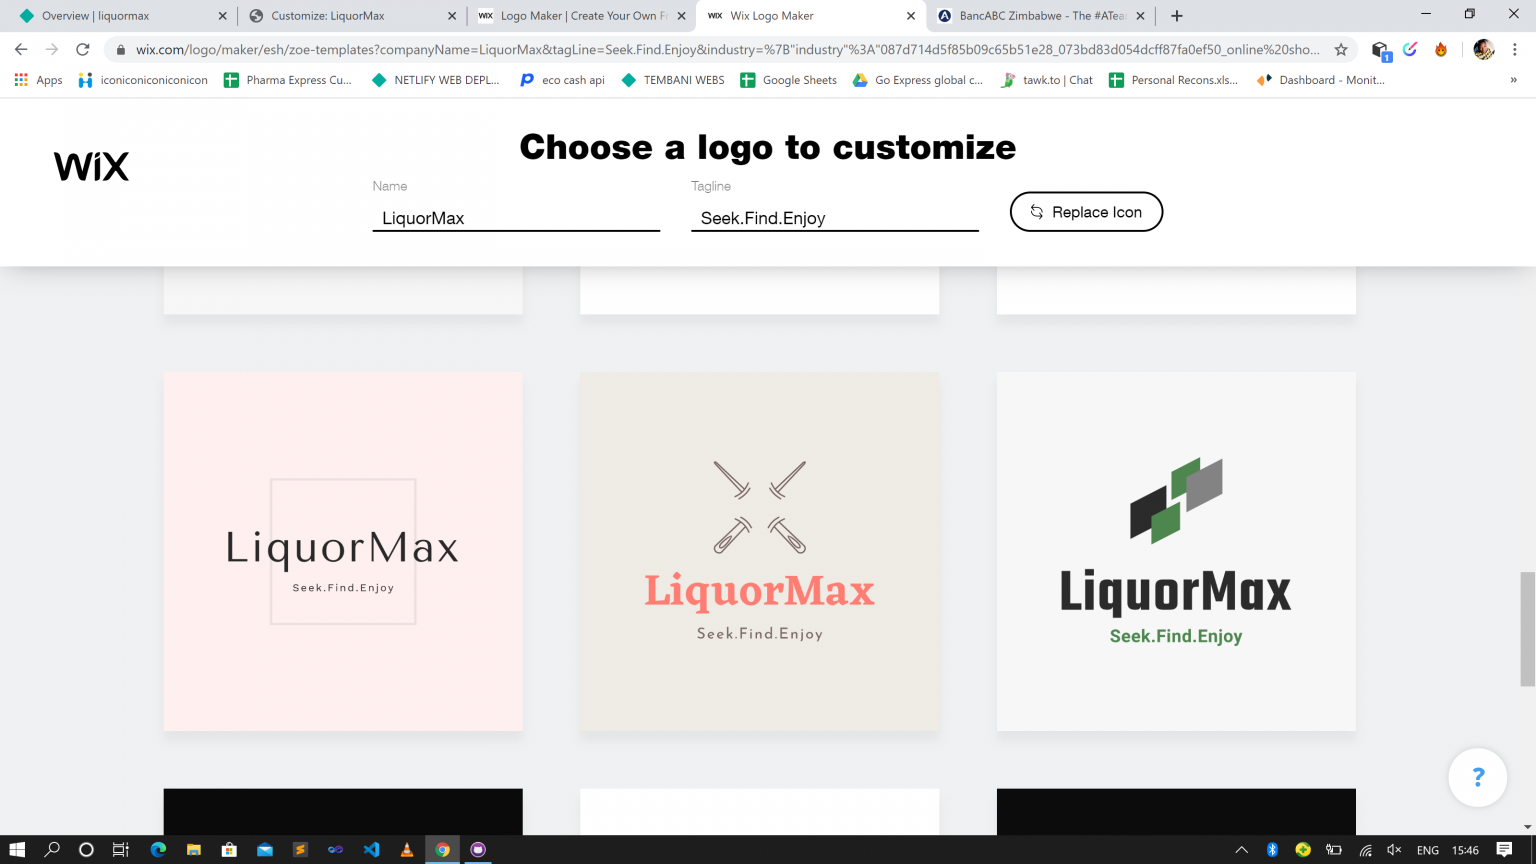 Overview | liquormax
Customize: LiquorMax
WiX Logo Maker | Create Your Own F
WiX Wix Logo Maker
BancABC Zimbabwe - The #ATea
wix.com/logo/maker/esh/zoe-templates?companyName=LiquorMax&tagLine=Seek.Find.Enjoy&industry=%7B"industry"%3A"087d714d5f85b09c65b51e28_073bd83d054dcff87fa0ef50_online%20sho...
1
Apps
iconiconiconiconicon
Pharma Express Cu...
NETLIFY WEB DEPL...
eco cash api
TEMBANI WEBS
Google Sheets
Go Express global c...
tawk.to | Chat
Personal Recons.xls...
Dashboard - Monit...
»
WiX
Choose a logo to customize
Name
Tagline
LiquorMax
Seek.Find.Enjoy
Replace Icon
LiquorMax
Seek.Find.Enjoy
LiquorMax
Seek.Find.Enjoy
LiquorMax
Seek.Find.Enjoy
?
ENG
15:46